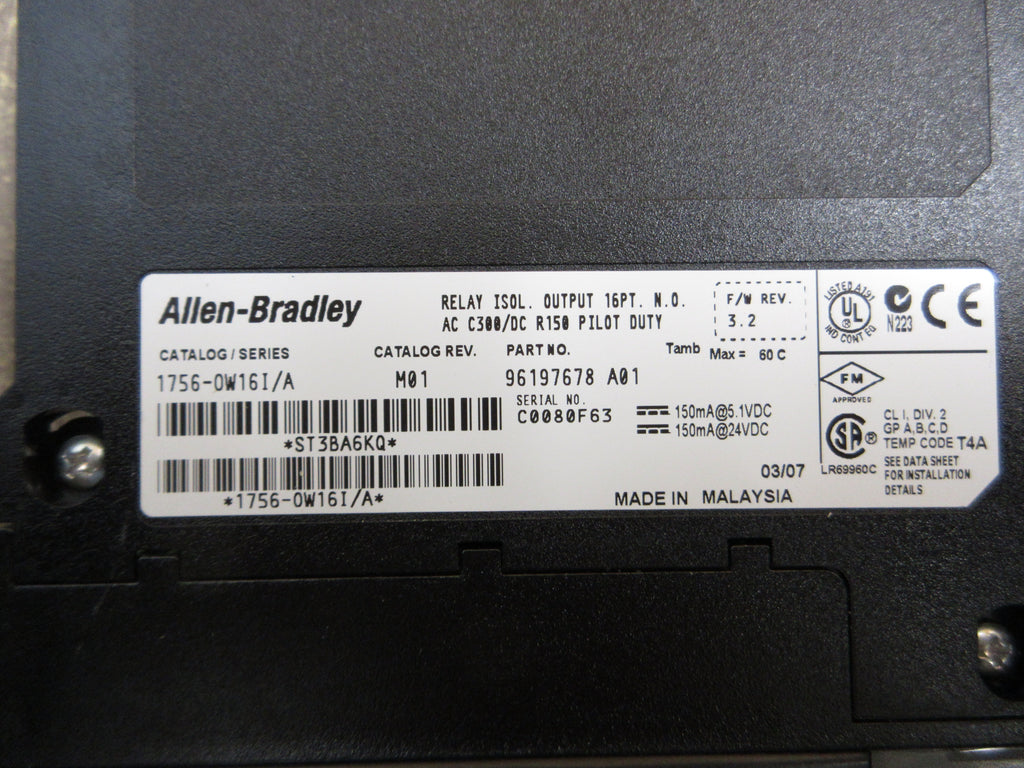 Allen-Bradley
RELAY ISOL. OUTPUT 16PT. N.O.
AC C300/DC R150 PILOT DUTY
F/W REV.
3.2
CATALOG / SERIES
1756-OW16I/A
CATALOG REV.
M01
PART NO.
96197678 A01
Tamb Max = 60 C
SERIAL NO.
C0080F63
150mA@5.1VDC
150mA@24VDC
*ST3BA6KQ*
*1756-OW16I/A*
03/07
MADE IN MALAYSIA
LISTED A191
UL
®
IND CONT EQ
N223
CE
FM
APPROVED
SA ®
LR69960C
CL I, DIV. 2
GP A,B,C,D
TEMP CODE T4A
SEE DATA SHEET
FOR INSTALLATION
DETAILS